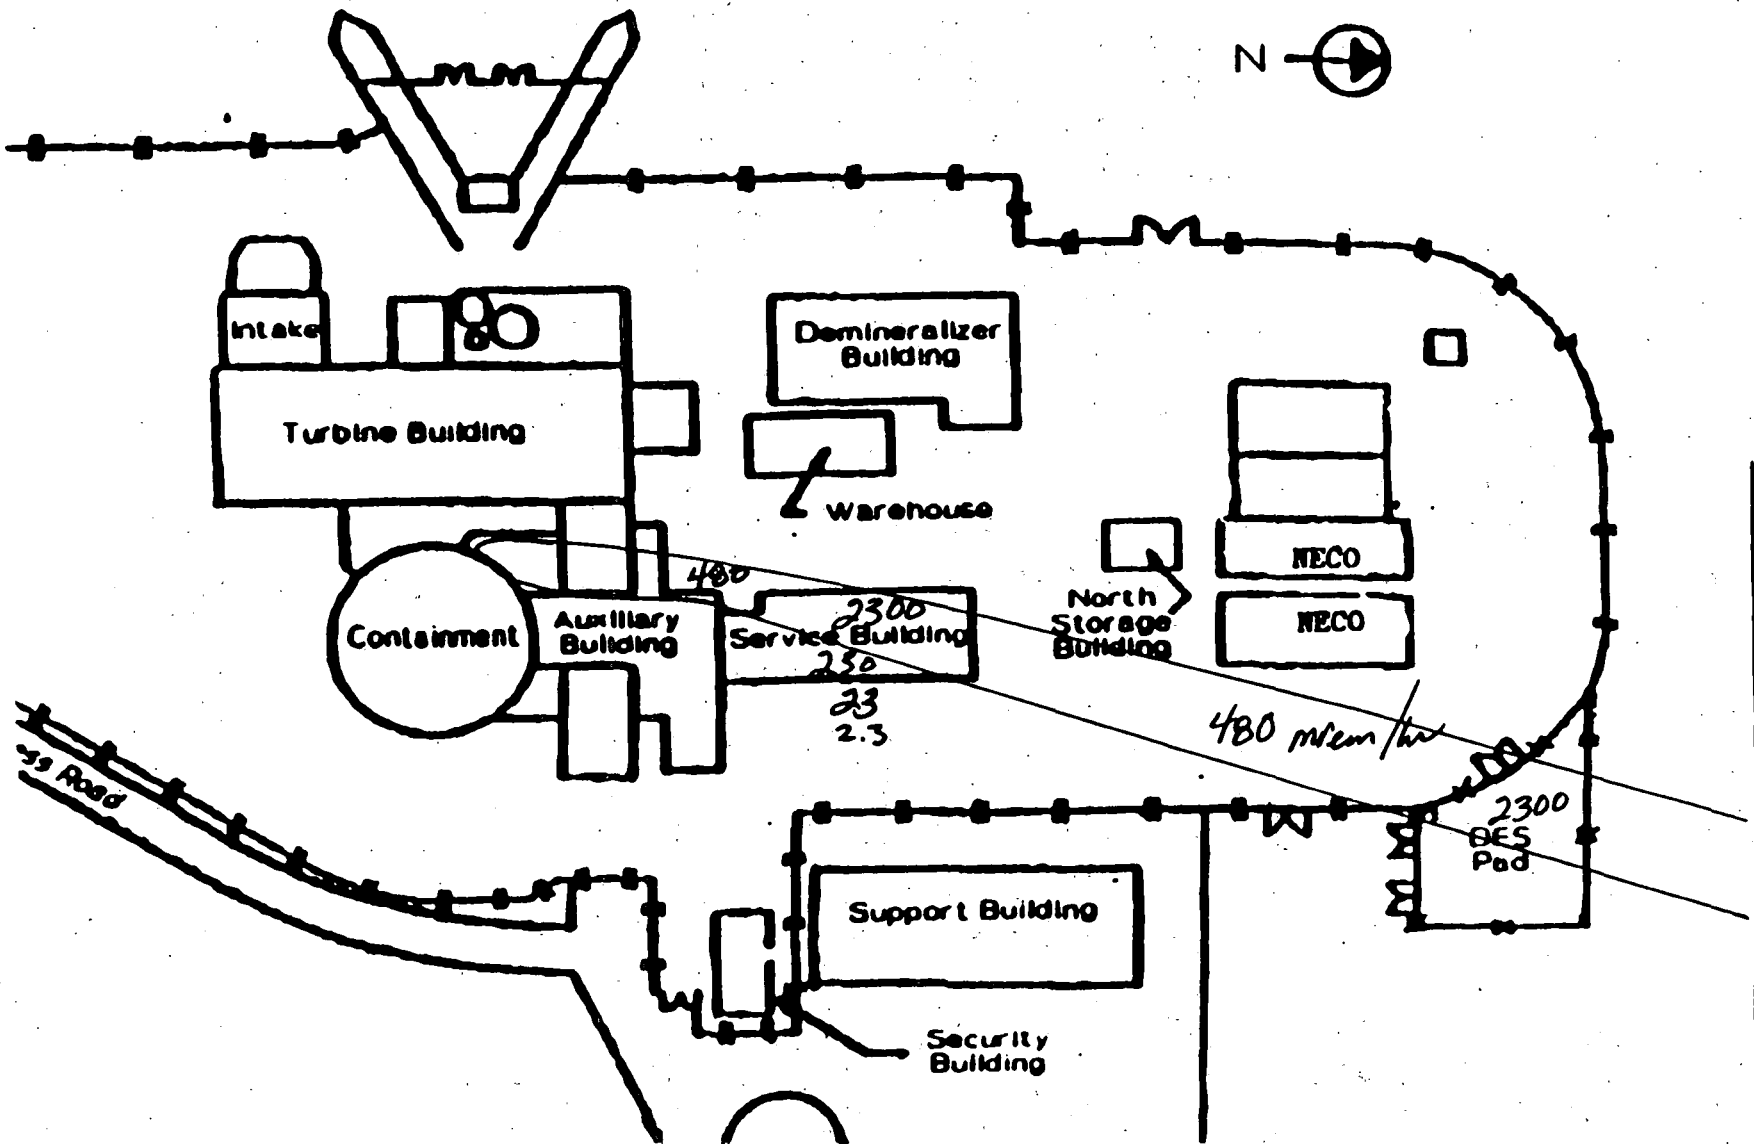 N
Intake
Demineralizer
Building
Turbine Building
Warehouse
NECO
480
North
Storage
Building
NECO
Containment
Auxiliary
Building
2300
Service Building
230
23
2.3
480 mrem/hr
Road
2300
Pad
Support Building
Security
Building